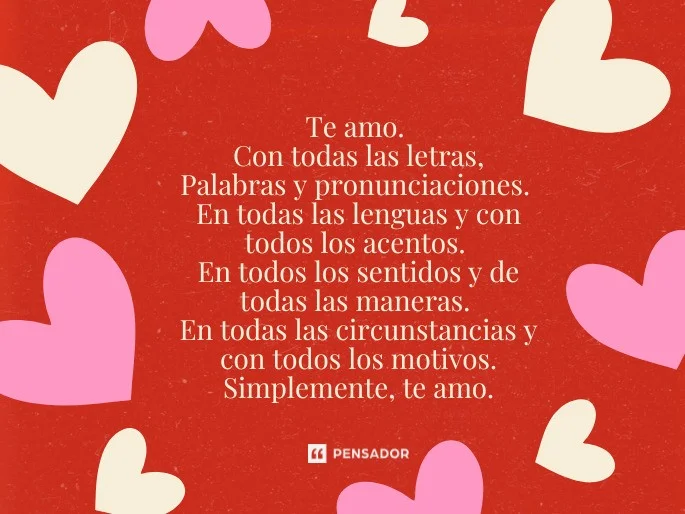 Te amo.
Con todas las letras,
Palabras y pronunciaciones.
En todas las lenguas y con
todos los acentos.
En todos los sentidos y de
todas las maneras.
En todas las circunstancias y
con todos los motivos.
Simplemente, te amo.
PENSADOR